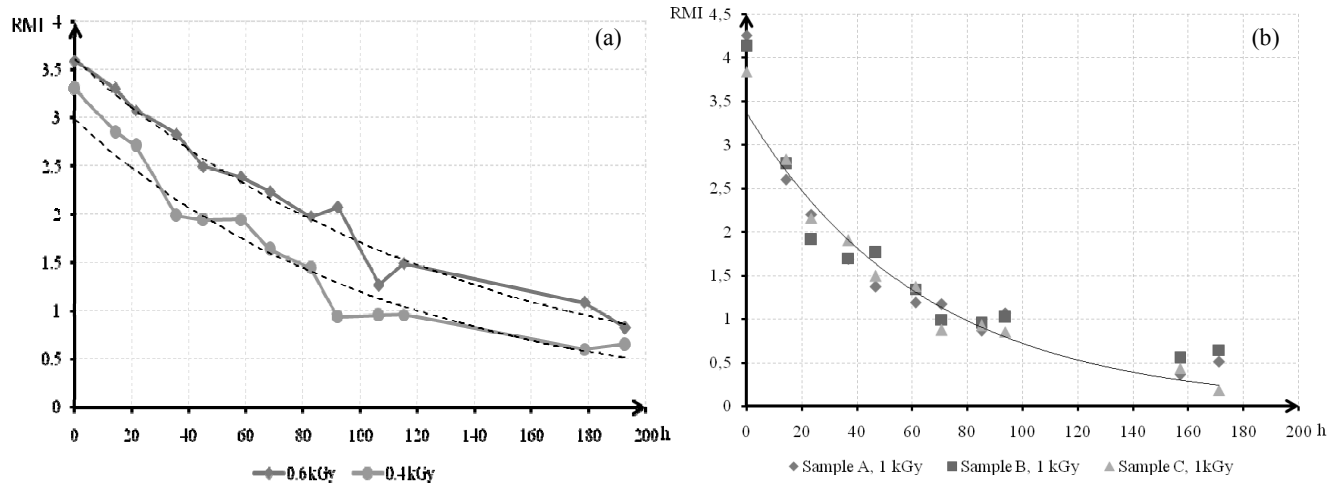 RMI
(a)
4
3.5
3
2.5
2
1.5
1
0.5
0
0 20 40 60 80 100 120 140 160 180 200 h
0.6kGy 0.4kGy
RMI 4,5
(b)
4
3,5
3
2,5
2
1,5
1
0,5
0
0 20 40 60 80 100 120 140 160 180 200 h
Sample A, 1 kGy Sample B, 1 kGy Sample C, 1kGy